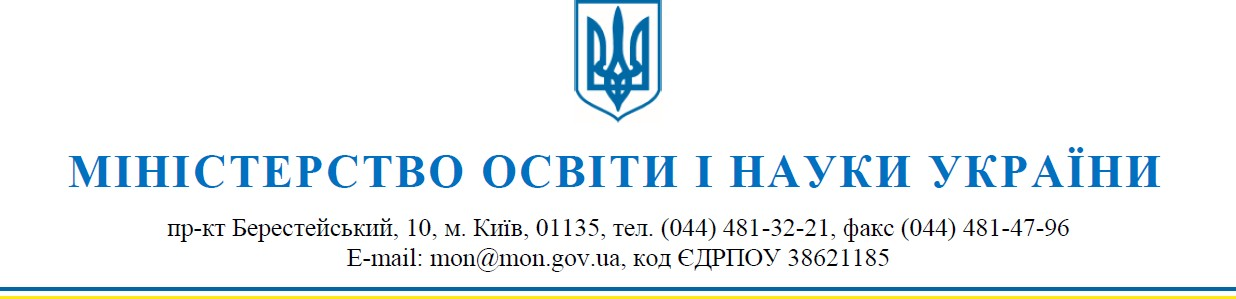 МІНІСТЕРСТВО ОСВІТИ І НАУКИ УКРАЇНИ
пр-кт Берестейський, 10, м. Київ, 01135, тел. (044) 481-32-21, факс (044) 481-47-96
E-mail: mon@mon.gov.ua, код ЄДРПОУ 38621185